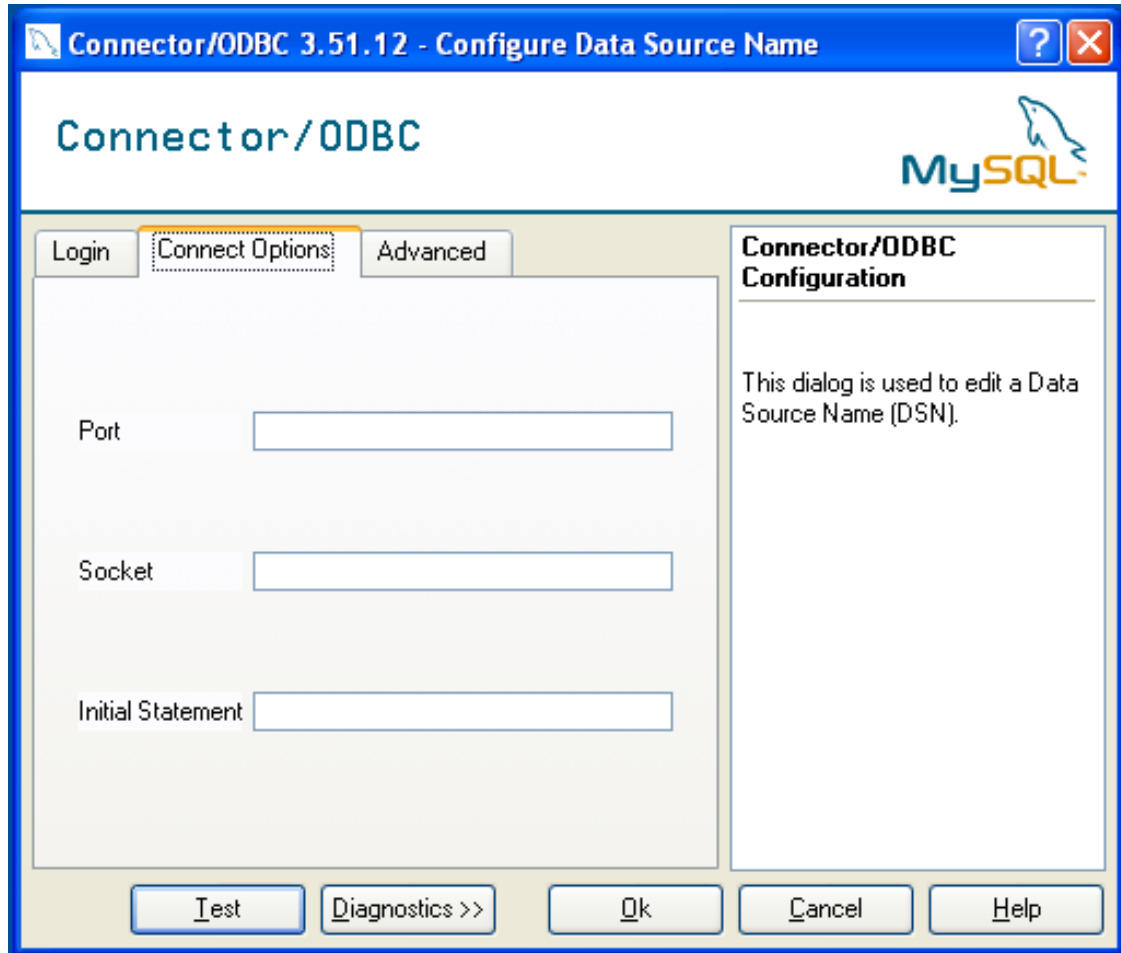 Connector/ODBC 3.51.12 - Configure Data Source Name
Connector/ODBC
MySQL
Login
Connect Options
Advanced
Port
Socket
Initial Statement
Connector/ODBC
Configuration
This dialog is used to edit a Data
Source Name (DSN).
Test
Diagnostics >>
Ok
Cancel
Help